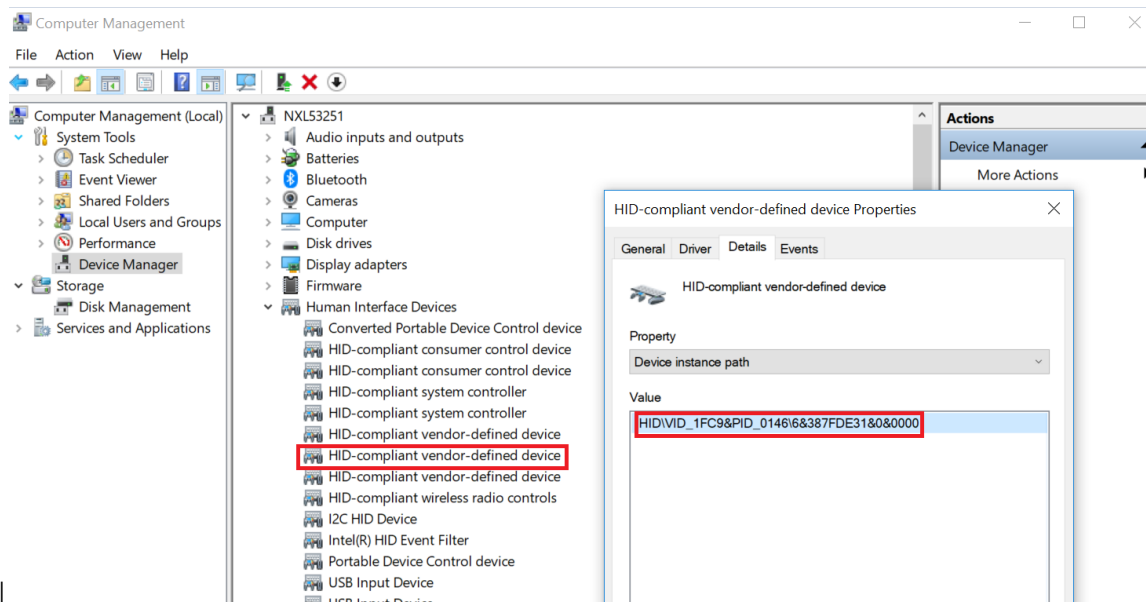 Computer Management
File Action View Help
Computer Management (Local)
System Tools
Task Scheduler
Event Viewer
Shared Folders
Local Users and Groups
Performance
Device Manager
Storage
Disk Management
Services and Applications
NXL53251
Audio inputs and outputs
Batteries
Bluetooth
Cameras
Computer
Disk drives
Display adapters
Firmware
Human Interface Devices
Converted Portable Device Control device
HID-compliant consumer control device
HID-compliant consumer control device
HID-compliant system controller
HID-compliant system controller
HID-compliant vendor-defined device
HID-compliant vendor-defined device
HID-compliant vendor-defined device
HID-compliant wireless radio controls
I2C HID Device
Intel(R) HID Event Filter
Portable Device Control device
USB Input Device
USB Input Device
Actions
Device Manager
More Actions
HID-compliant vendor-defined device Properties
General Driver Details Events
HID-compliant vendor-defined device
Property
Device instance path
Value
HID\VID_1FC9&PID_0146\6&387FDE31&0&0000